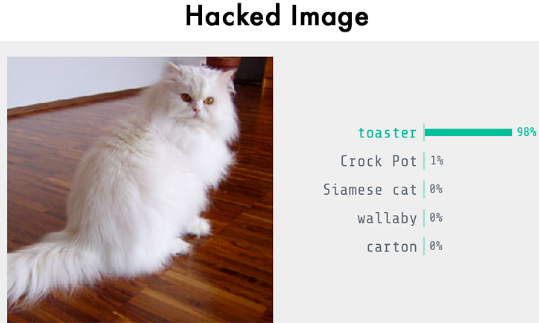 Hacked Image
toaster 98%
Crock Pot 1%
Siamese cat 0%
wallaby 0%
carton 0%